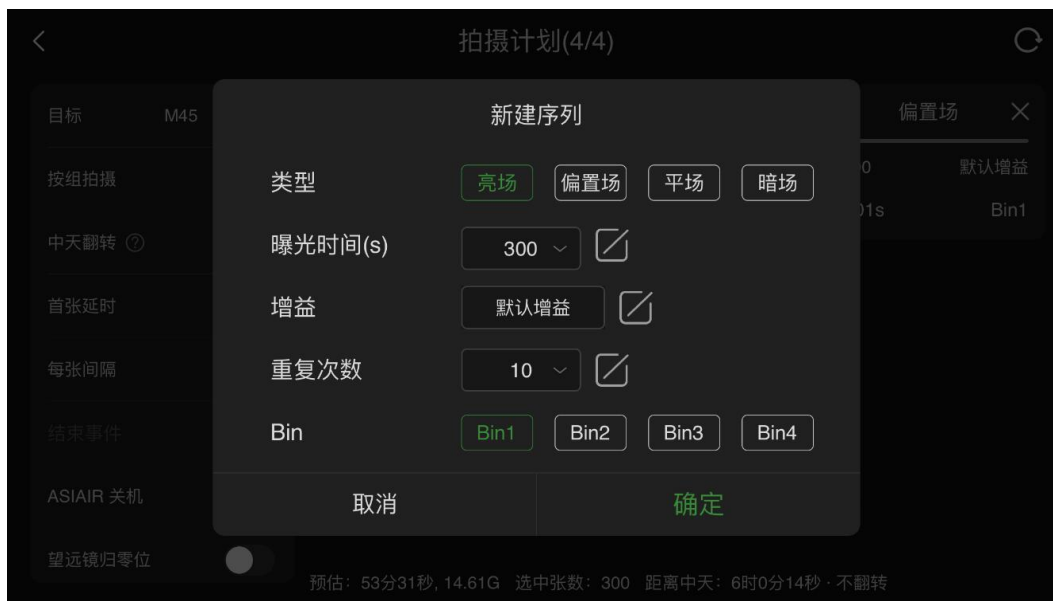 拍摄计划(4/4)
目标 M45
新建序列
偏置场
按组拍摄
类型 亮场 偏置场 平场 暗场
0 默认增益
01s Bin1
中天翻转
曝光时间(s) 300
首张延时
增益 默认增益
每张间隔
重复次数 10
结束事件
Bin Bin1 Bin2 Bin3 Bin4
ASIAIR 关机
取消 确定
望远镜归零位
预估：53分31秒, 14.61G 选中张数：300 距离中天：6时0分14秒 · 不翻转